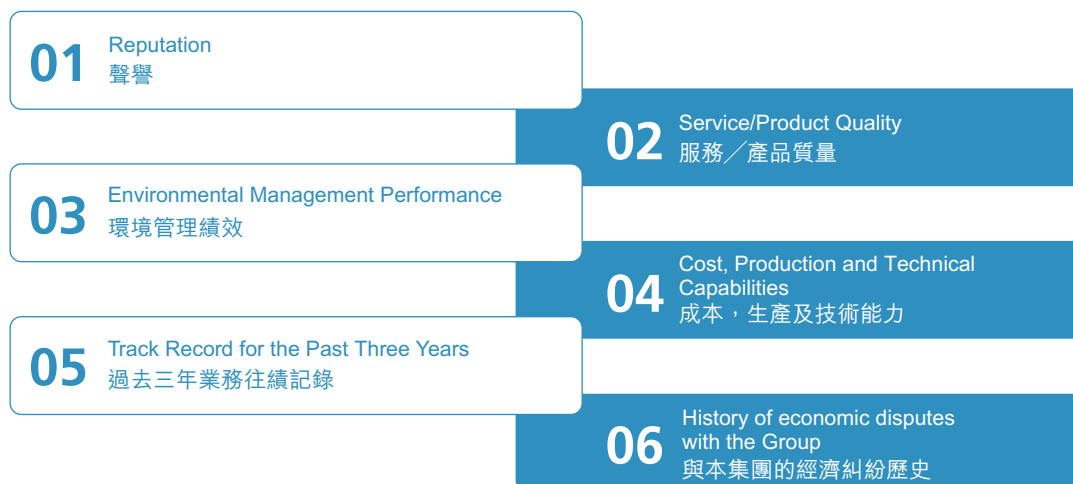 01
Reputation
聲譽
02
Service/Product Quality
服務╱產品質量
03
Environmental Management Performance
環境管理績效
04
Cost, Production and Technical
Capabilities
成本，生產及技術能力
05
Track Record for the Past Three Years
過去三年業務往績記錄
06
History of economic disputes
with the Group
與本集團的經濟糾紛歷史